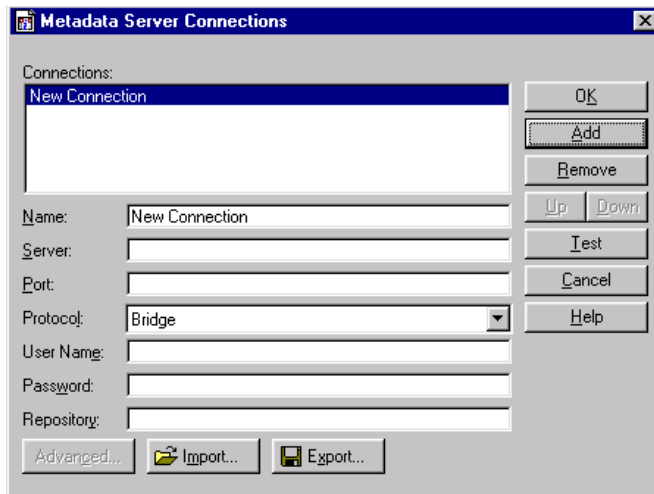 Metadata Server Connections
Connections:
New Connection
OK
Add
Remove
Up Down
Name: New Connection
Server:
Test
Port:
Cancel
Protocol: Bridge
Help
User Name:
Password:
Repository:
Advanced... Import... Export...